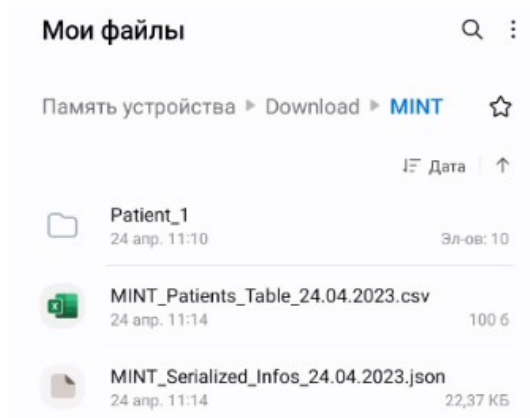 Мои файлы
Память устройства ▸ Download ▸ MINT
Дата
Patient_1
24 апр. 11:10 Эл-ов: 10
MINT_Patients_Table_24.04.2023.csv
24 апр. 11:14 100 б
MINT_Serialized_Infos_24.04.2023.json
24 апр. 11:14 22,37 КБ